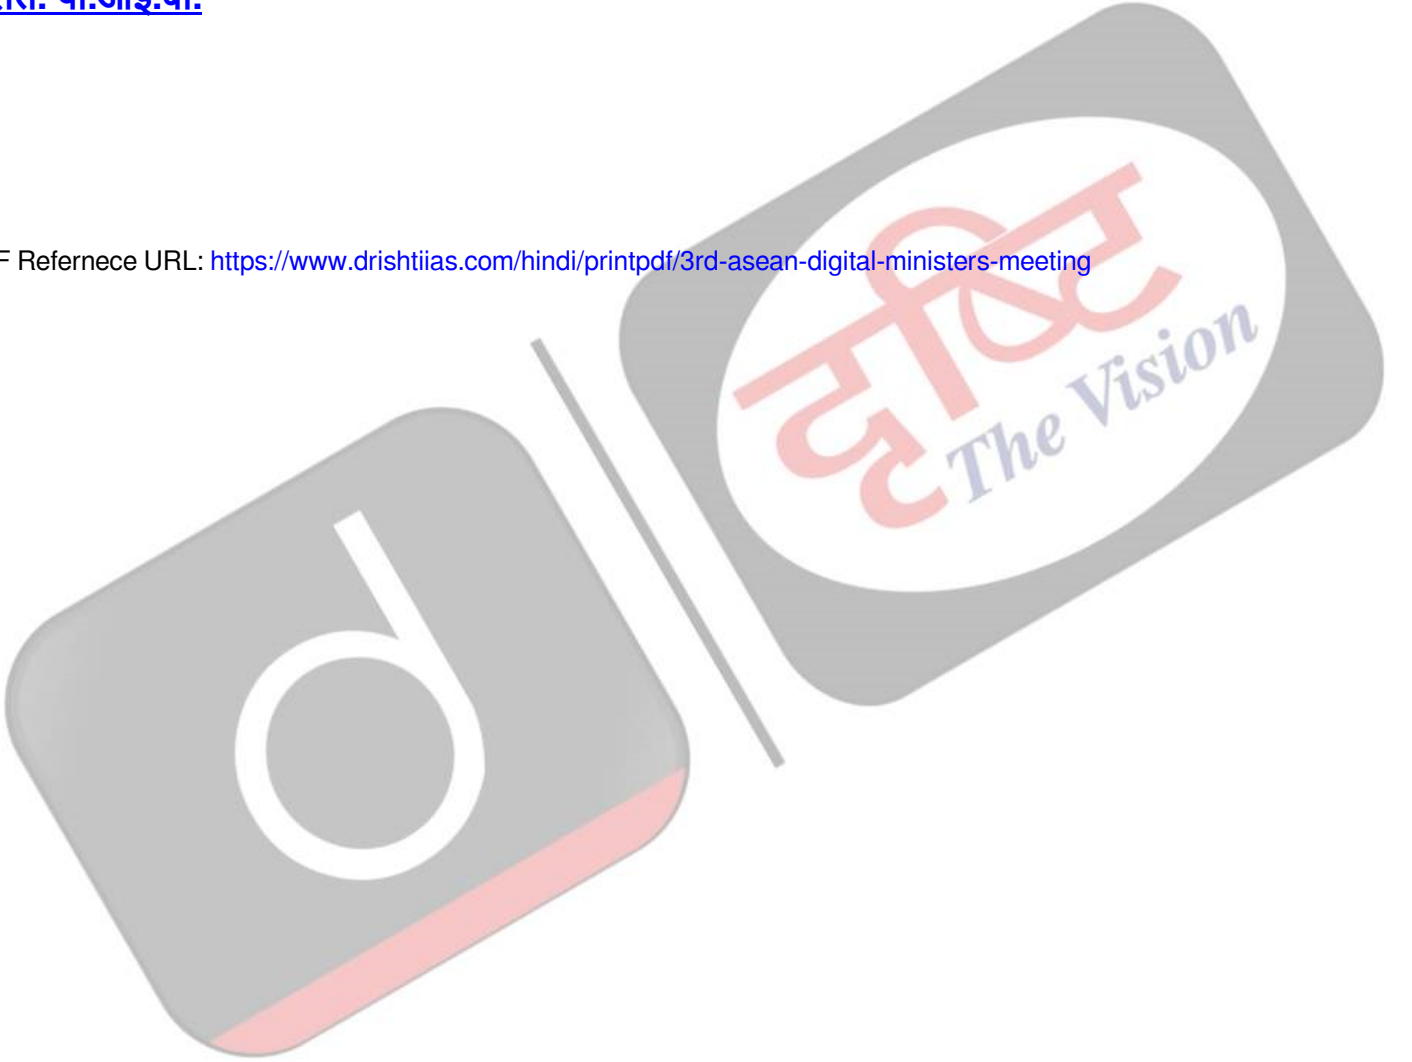 F Refernece URL: https://www.drishtiias.com/hindi/printpdf/3rd-asean-digital-ministers-meeting
दृष्टि
The Vision
d